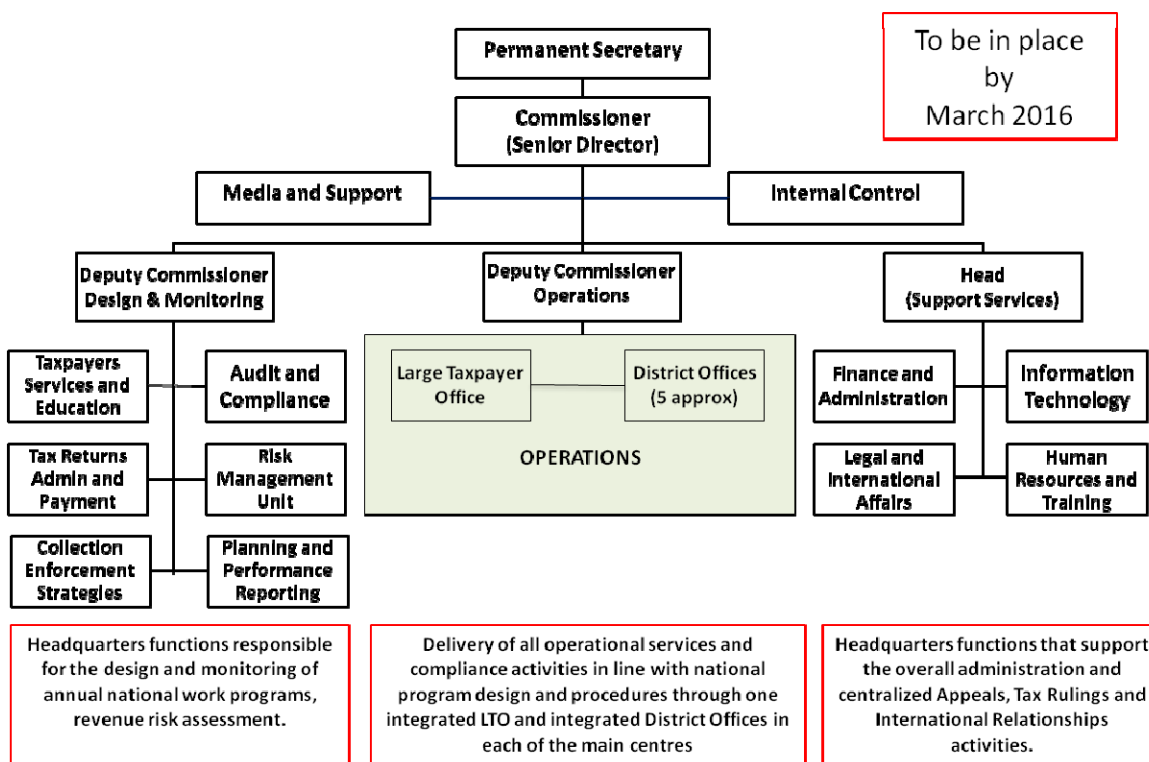 To be in place
by
March 2016
Permanent Secretary
Commissioner
(Senior Director)
Media and Support
Internal Control
Deputy Commissioner
Design & Monitoring
Deputy Commissioner
Operations
Head
(Support Services)
Taxpayers
Services and
Education
Audit and
Compliance
Tax Returns
Admin and
Payment
Risk
Management
Unit
Collection
Enforcement
Strategies
Planning and
Performance
Reporting
Large Taxpayer
Office
District Offices
(5 approx)
OPERATIONS
Finance and
Administration
Information
Technology
Legal and
International
Affairs
Human
Resources and
Training
Headquarters functions responsible
for the design and monitoring of
annual national work programs,
revenue risk assessment.
Delivery of all operational services and
compliance activities in line with national
program design and procedures through one
integrated LTO and integrated District Offices in
each of the main centres
Headquarters functions that support
the overall administration and
centralized Appeals, Tax Rulings and
International Relationships
activities.